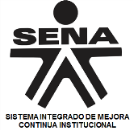 SENA
SISTEMA INTEGRADO DE MEJORA
CONTINUA INSTITUCIONAL